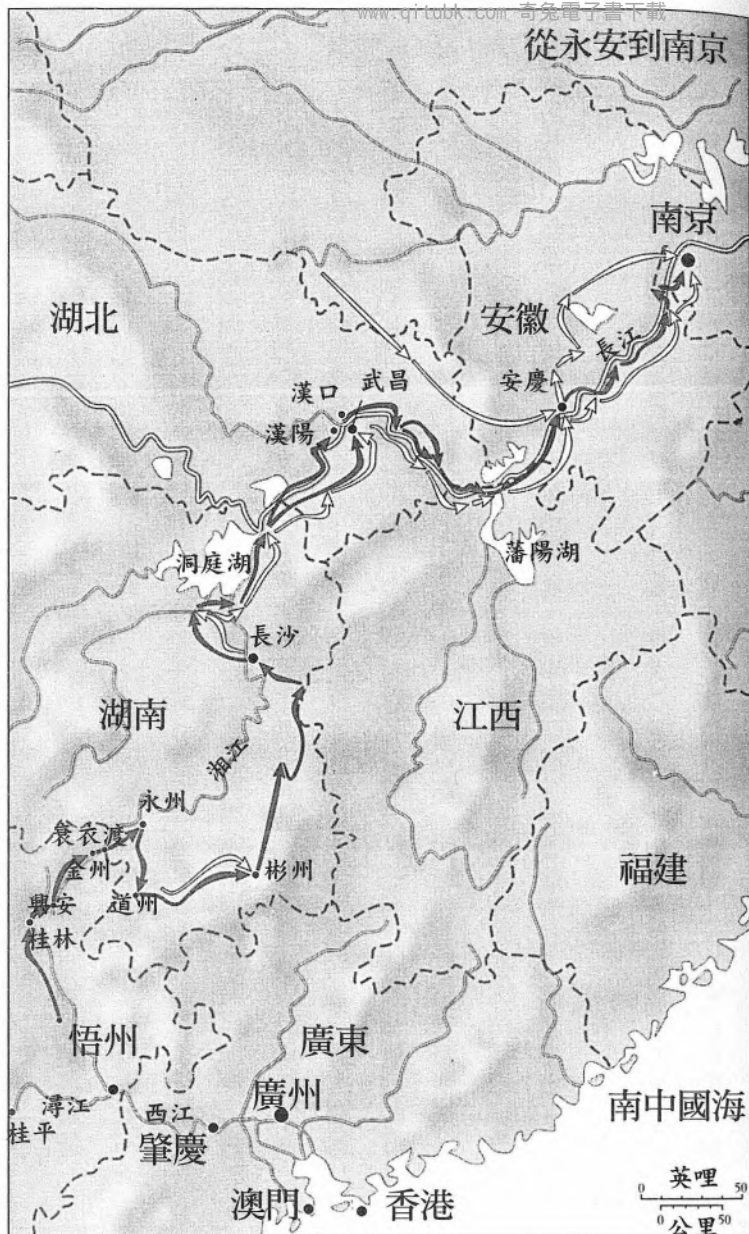 www.qitubk.com 奇兔電子書下載
從永安到南京
南京
湖北
安徽
長江
安慶
漢口
武昌
漢陽
洞庭湖
藩陽湖
長沙
湖南
江西
湘江
永州
簑衣渡
金州
彬州
福建
道州
興安
桂林
悟州
廣東
廣州
潯江
西江
桂平
肇慶
南中國海
澳門
香港
英哩
0 50
0 50
公里